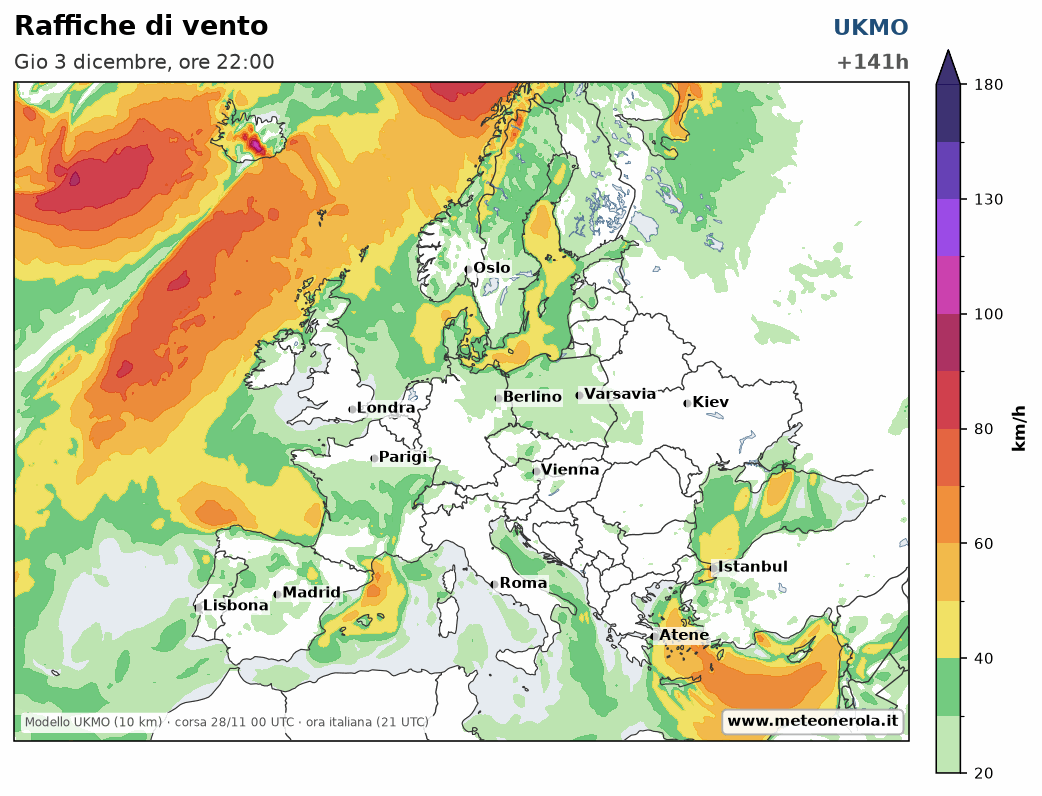 Raffiche di vento
UKMO
Gio 3 dicembre, ore 22:00
+141h
180
130
100
80
60
40
20
km/h
Oslo
Berlino
Varsavia
Kiev
Londra
Parigi
Vienna
Istanbul
Roma
Madrid
Lisbona
Atene
Modello UKMO (10 km) · corsa 28/11 00 UTC · ora italiana (21 UTC)
www.meteonerola.it